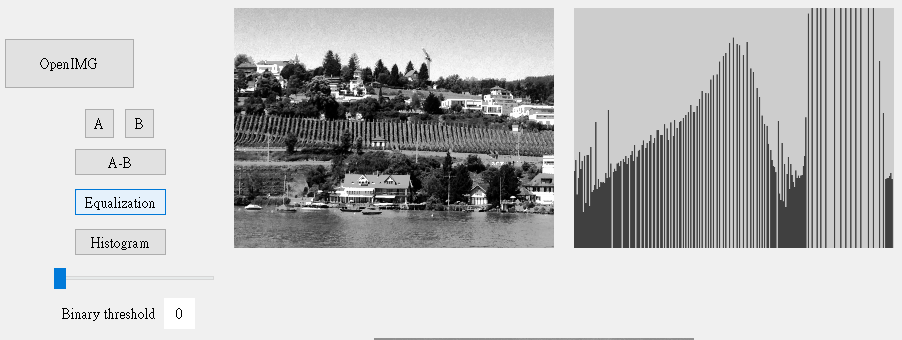 OpenIMG
A B
A-B
Equalization
Histogram
Binary threshold 0